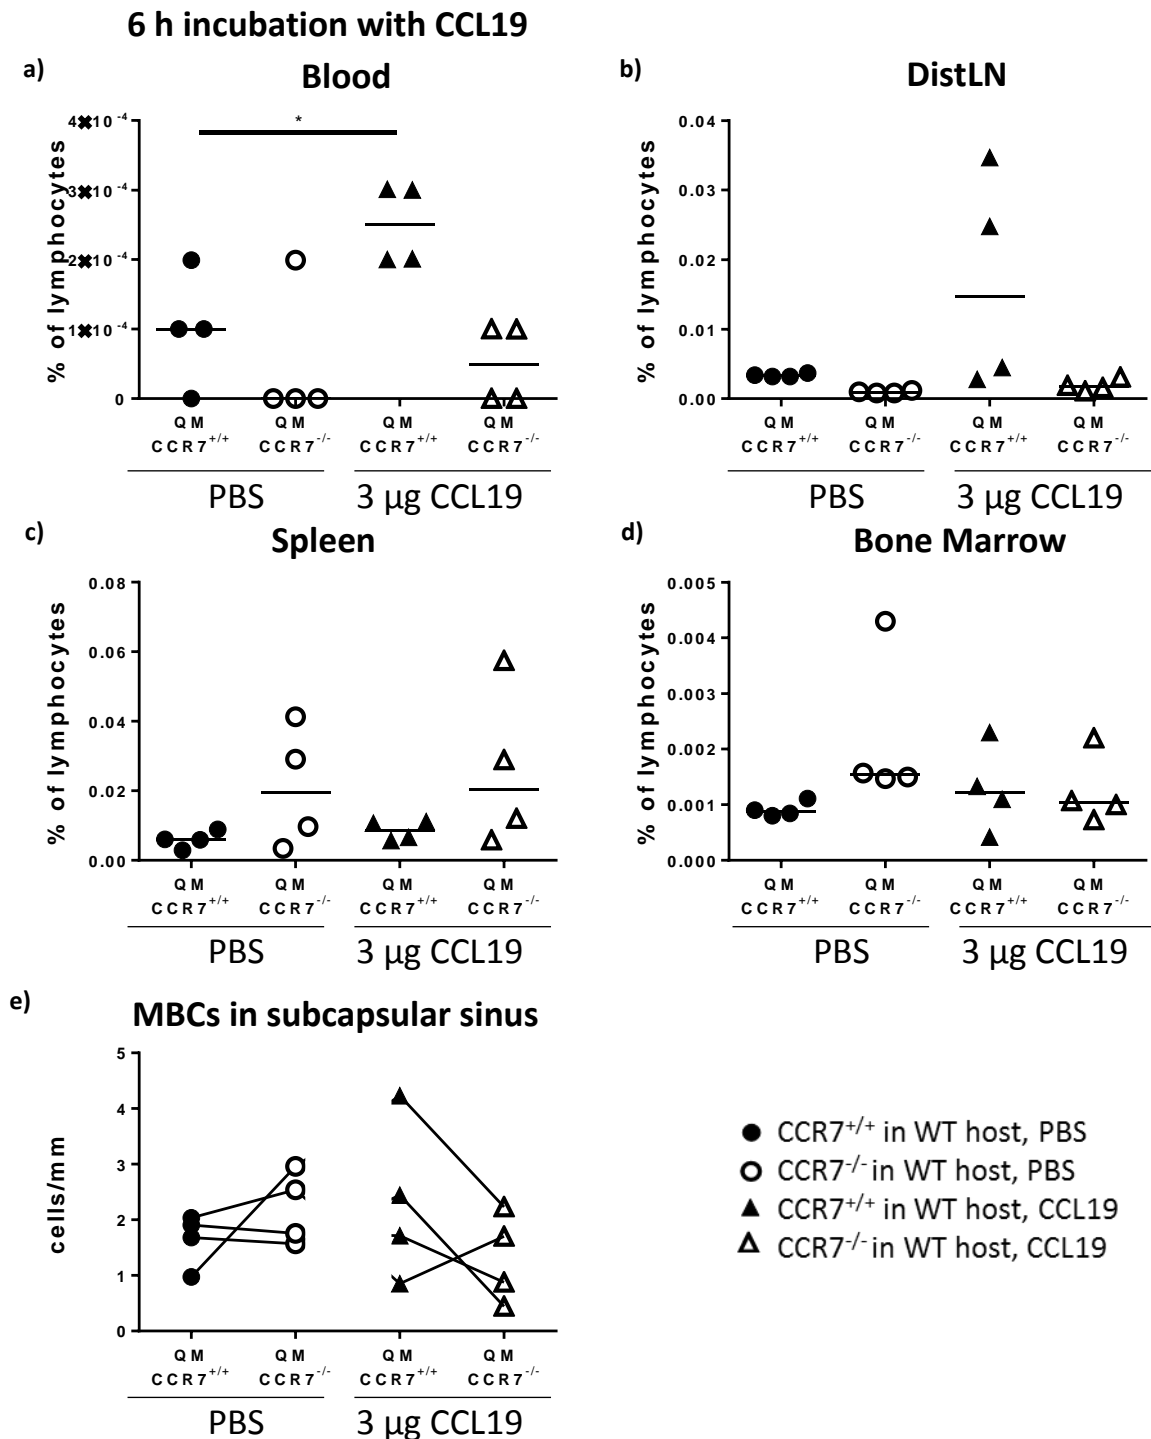 6 h incubation with CCL19
a)
Blood
% of lymphocytes
4✖10⁻⁴
3✖10⁻⁴
2✖10⁻⁴
1✖10⁻⁴
0
*
QM QM QM QM
CCR7⁺/⁺ CCR7⁻/⁻ CCR7⁺/⁺ CCR7⁻/⁻
PBS 3 µg CCL19
b)
DistLN
% of lymphocytes
0.04
0.03
0.02
0.01
0.00
QM QM QM QM
CCR7⁺/⁺ CCR7⁻/⁻ CCR7⁺/⁺ CCR7⁻/⁻
PBS 3 µg CCL19
c)
Spleen
% of lymphocytes
0.08
0.06
0.04
0.02
0.00
QM QM QM QM
CCR7⁺/⁺ CCR7⁻/⁻ CCR7⁺/⁺ CCR7⁻/⁻
PBS 3 µg CCL19
d)
Bone Marrow
% of lymphocytes
0.005
0.004
0.003
0.002
0.001
0.000
QM QM QM QM
CCR7⁺/⁺ CCR7⁻/⁻ CCR7⁺/⁺ CCR7⁻/⁻
PBS 3 µg CCL19
e)
MBCs in subcapsular sinus
cells/mm
5
4
3
2
1
0
QM QM QM QM
CCR7⁺/⁺ CCR7⁻/⁻ CCR7⁺/⁺ CCR7⁻/⁻
PBS 3 µg CCL19
CCR7⁺/⁺ in WT host, PBS
CCR7⁻/⁻ in WT host, PBS
CCR7⁺/⁺ in WT host, CCL19
CCR7⁻/⁻ in WT host, CCL19